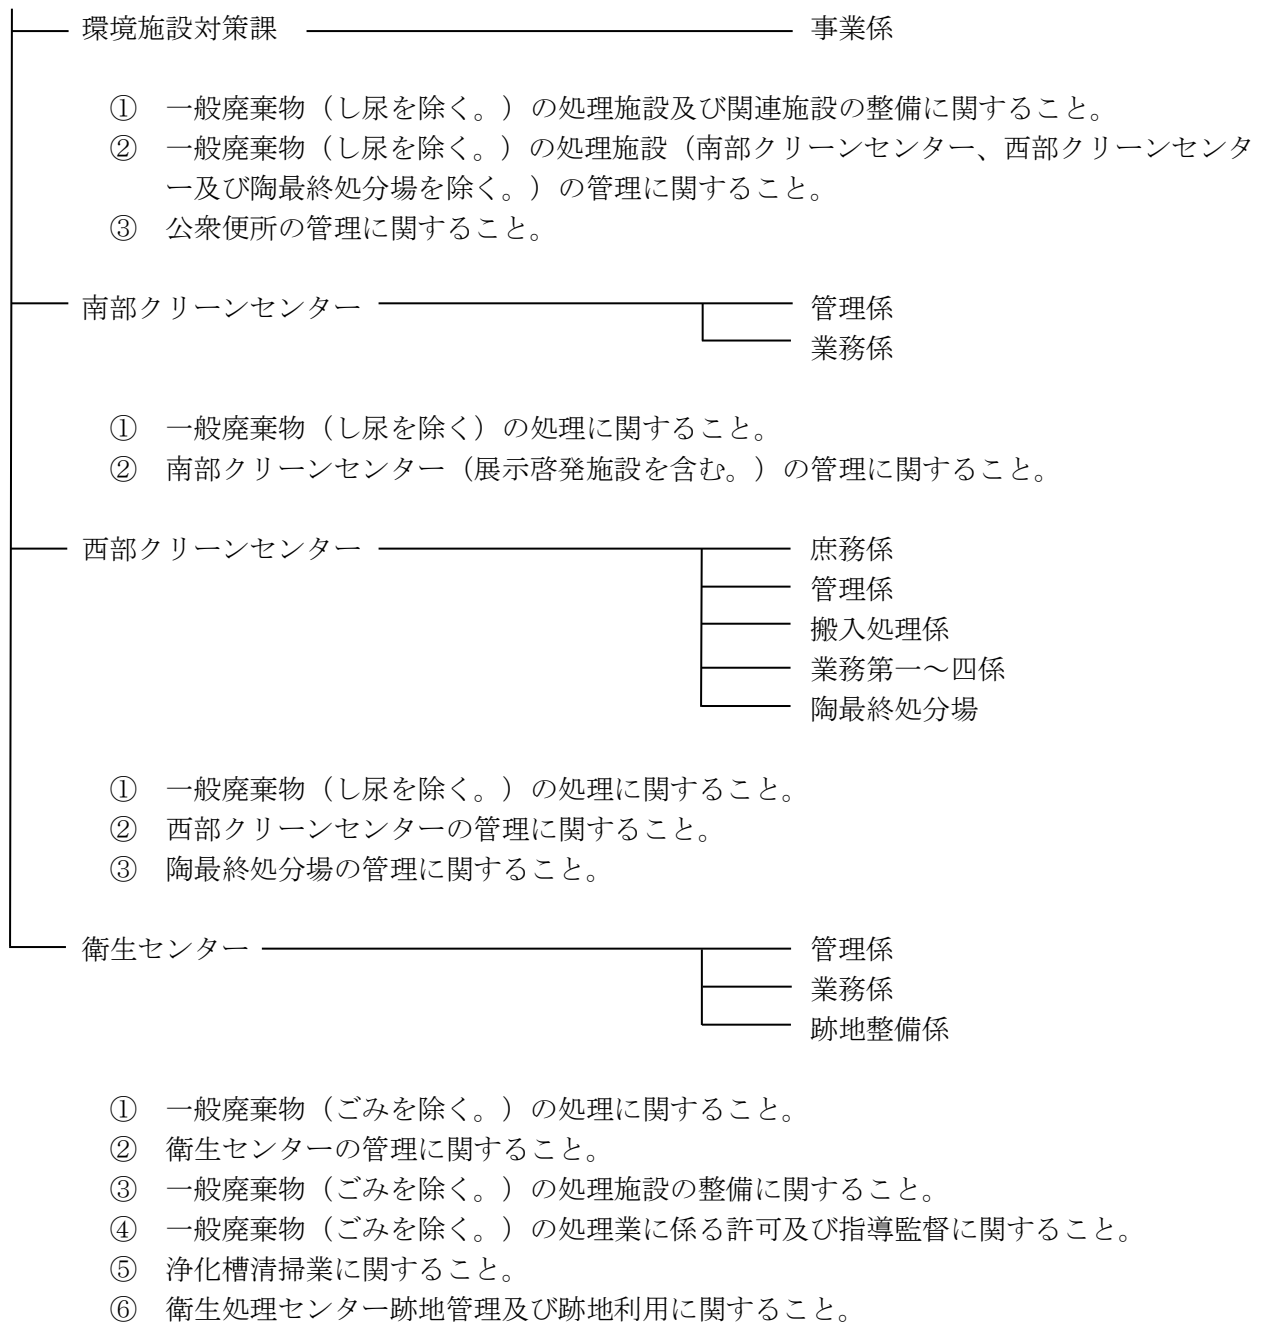 環境施設対策課 事業係
① 一般廃棄物（し尿を除く。）の処理施設及び関連施設の整備に関すること。
② 一般廃棄物（し尿を除く。）の処理施設（南部クリーンセンター、西部クリーンセンタ
ー及び陶最終処分場を除く。）の管理に関すること。
③ 公衆便所の管理に関すること。
南部クリーンセンター 管理係
業務係
① 一般廃棄物（し尿を除く）の処理に関すること。
② 南部クリーンセンター（展示啓発施設を含む。）の管理に関すること。
西部クリーンセンター 庶務係
管理係
搬入処理係
業務第一～四係
陶最終処分場
① 一般廃棄物（し尿を除く。）の処理に関すること。
② 西部クリーンセンターの管理に関すること。
③ 陶最終処分場の管理に関すること。
衛生センター 管理係
業務係
跡地整備係
① 一般廃棄物（ごみを除く。）の処理に関すること。
② 衛生センターの管理に関すること。
③ 一般廃棄物（ごみを除く。）の処理施設の整備に関すること。
④ 一般廃棄物（ごみを除く。）の処理業に係る許可及び指導監督に関すること。
⑤ 浄化槽清掃業に関すること。
⑥ 衛生処理センター跡地管理及び跡地利用に関すること。